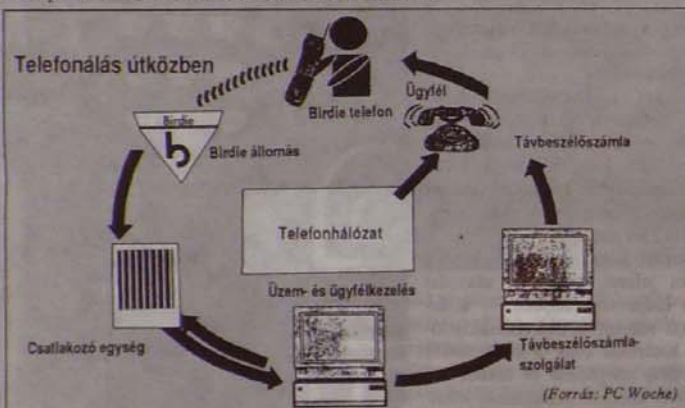 Telefonálás útközben
Birdie telefon
Ügyfél
Birdie
Birdie állomás
Távbeszélőszámla
Telefonhálózat
Üzem- és ügyfélkezelés
Csatlakozó egység
Távbeszélőszámla-
szolgálat
(Forrás: PC Woche)